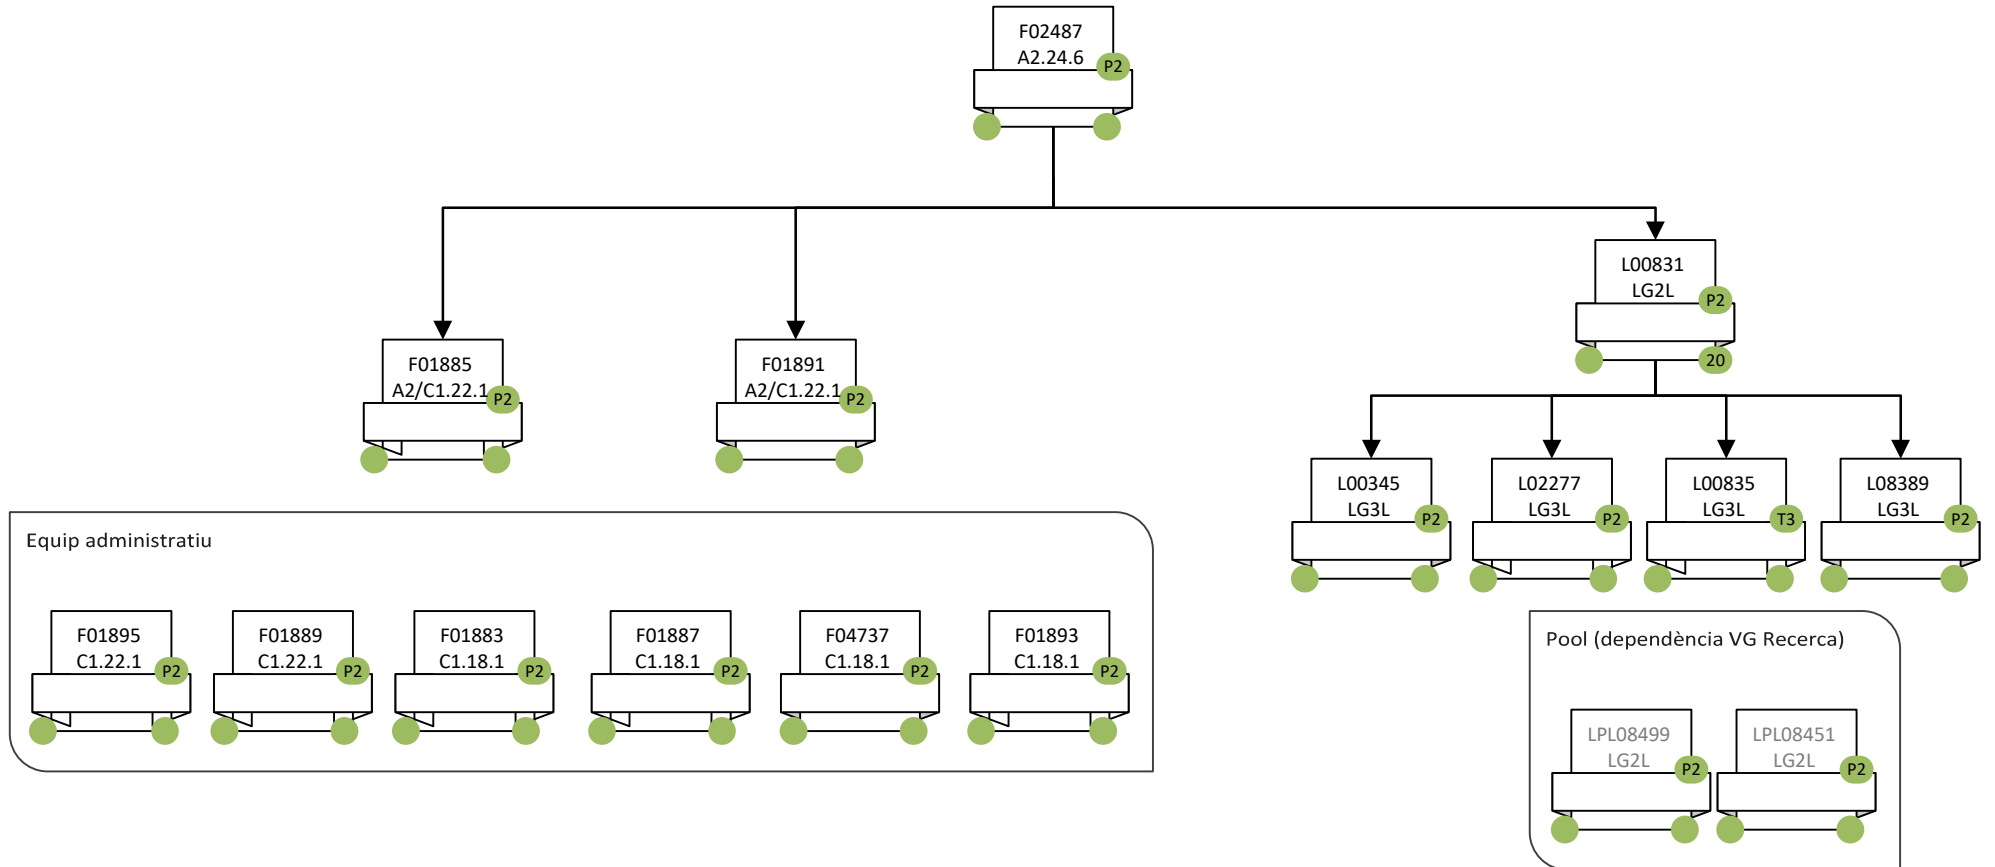 F02487
A2.24.6
P2
L00831
LG2L
P2
20
F01885
A2/C1.22.1
P2
F01891
A2/C1.22.1
P2
L00345
LG3L
P2
L02277
LG3L
P2
L00835
LG3L
T3
L08389
LG3L
P2
Equip administratiu
F01895
C1.22.1
P2
F01889
C1.22.1
P2
F01883
C1.18.1
P2
F01887
C1.18.1
P2
F04737
C1.18.1
P2
F01893
C1.18.1
P2
Pool (dependència VG Recerca)
LPL08499
LG2L
P2
LPL08451
LG2L
P2